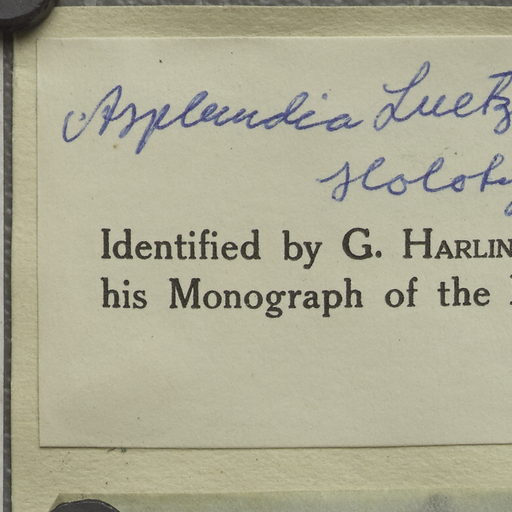 Asplundia Luetz
Holoty
Identified by G. HARLIN
his Monograph of the